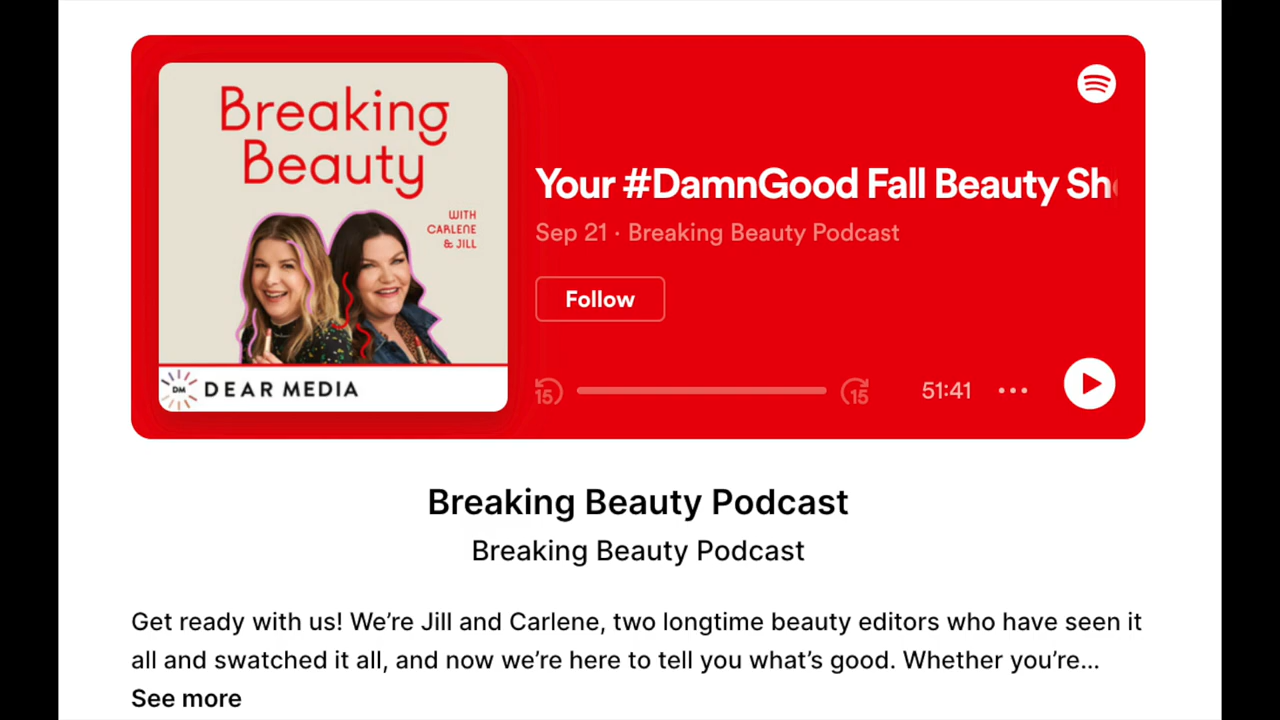 Breaking
Beauty
WITH
CARLENE
& JILL
DM
DEAR MEDIA
Your #DamnGood Fall Beauty Sh
Sep 21 · Breaking Beauty Podcast
Follow
15
15
51:41
Breaking Beauty Podcast
Breaking Beauty Podcast
Get ready with us! We’re Jill and Carlene, two longtime beauty editors who have seen it
all and swatched it all, and now we’re here to tell you what’s good. Whether you’re...
See more